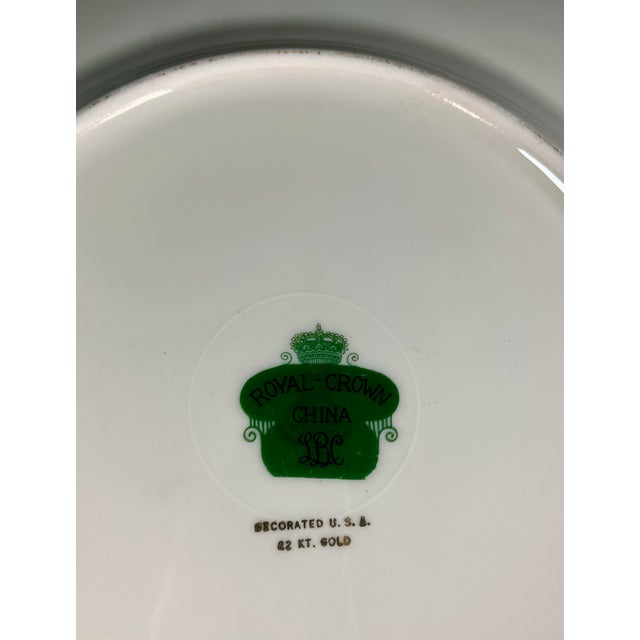 ROYAL-CROWN
CHINA
LBC
DECORATED U.S.A.
22 KT. GOLD